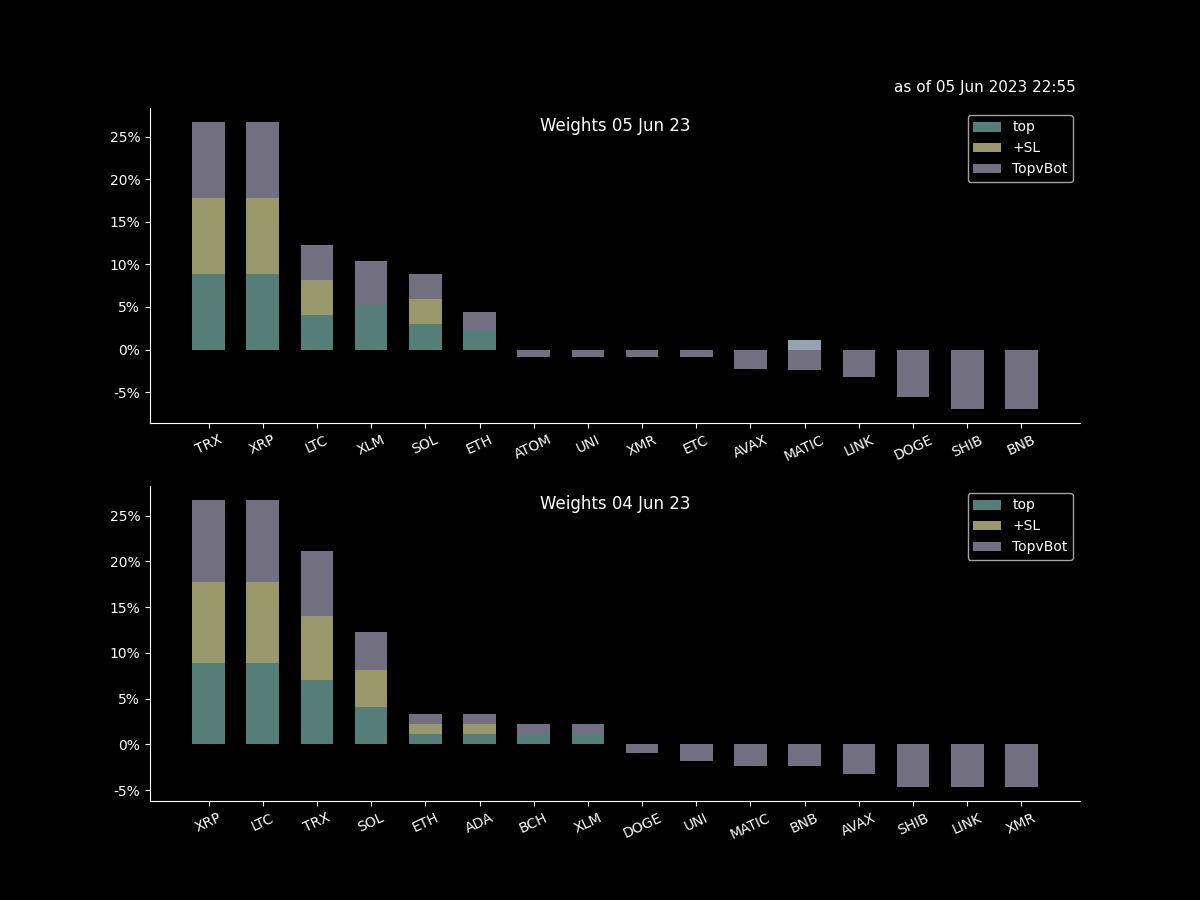 as of 05 Jun 2023 22:55
Weights 05 Jun 23
top
+SL
TopvBot
25%
20%
15%
10%
5%
0%
-5%
TRX XRP LTC XLM SOL ETH ATOM UNI XMR ETC AVAX MATIC LINK DOGE SHIB BNB
Weights 04 Jun 23
top
+SL
TopvBot
25%
20%
15%
10%
5%
0%
-5%
XRP LTC TRX SOL ETH ADA BCH XLM DOGE UNI MATIC BNB AVAX SHIB LINK XMR